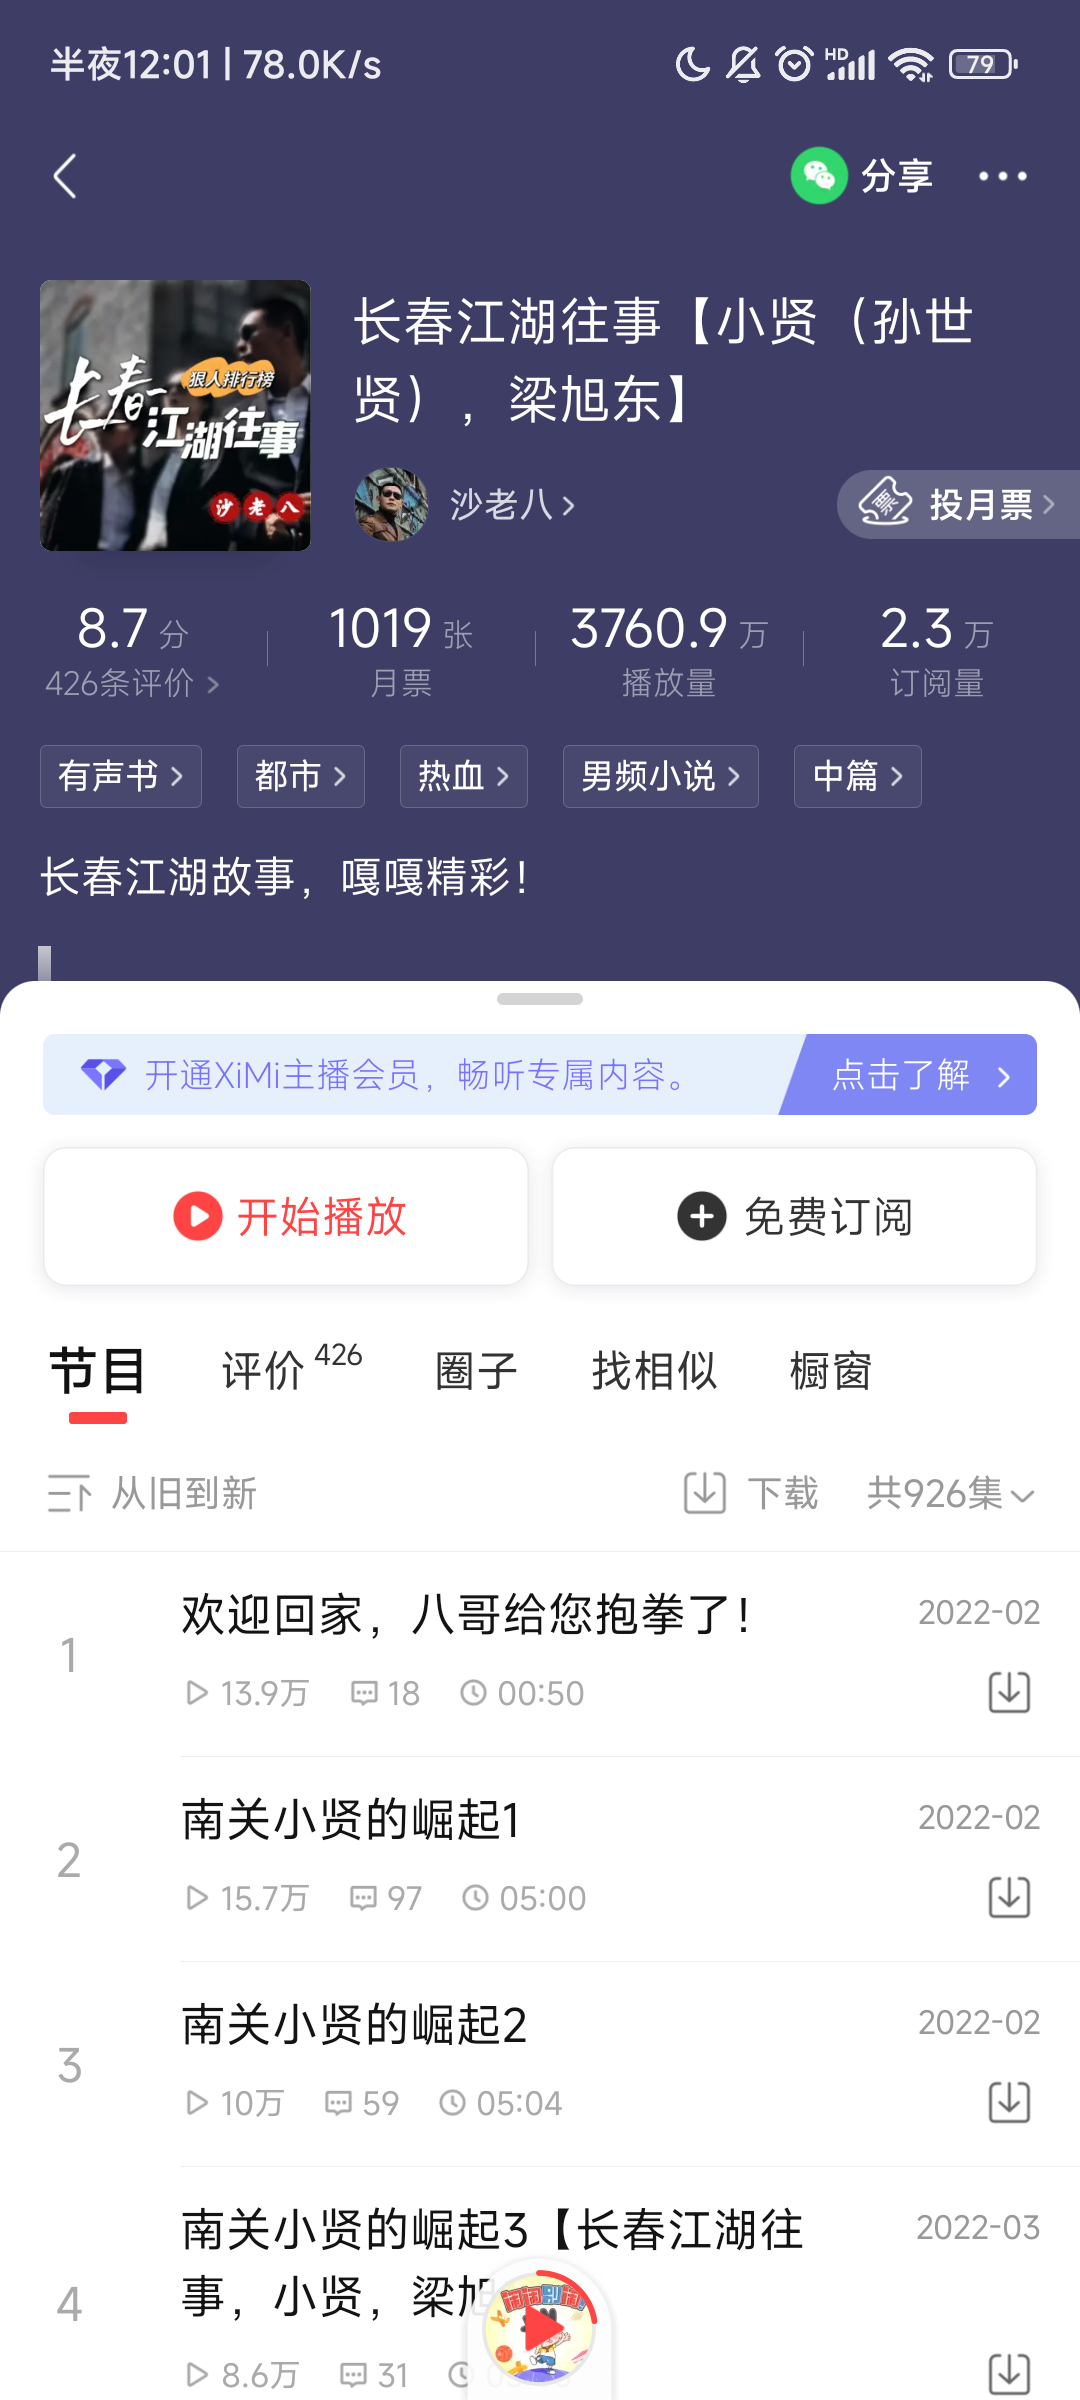 半夜12:01 | 78.0K/s
HD
79
分享
长春江湖往事【小贤（孙世
贤），梁旭东】
长春
狠人排行榜
江湖往事
沙老八
沙老八
投月票
8.7 分
426条评价
1019 张
月票
3760.9 万
播放量
2.3 万
订阅量
有声书
都市
热血
男频小说
中篇
长春江湖故事，嘎嘎精彩！
开通XiMi主播会员，畅听专属内容。
点击了解
开始播放
免费订阅
节目
评价 426
圈子
找相似
橱窗
从旧到新
下载
共926集
1
欢迎回家，八哥给您抱拳了！
2022-02
13.9万
18
00:50
2
南关小贤的崛起1
2022-02
15.7万
97
05:00
3
南关小贤的崛起2
2022-02
10万
59
05:04
4
南关小贤的崛起3【长春江湖往
事，小贤，梁旭
2022-03
8.6万
31